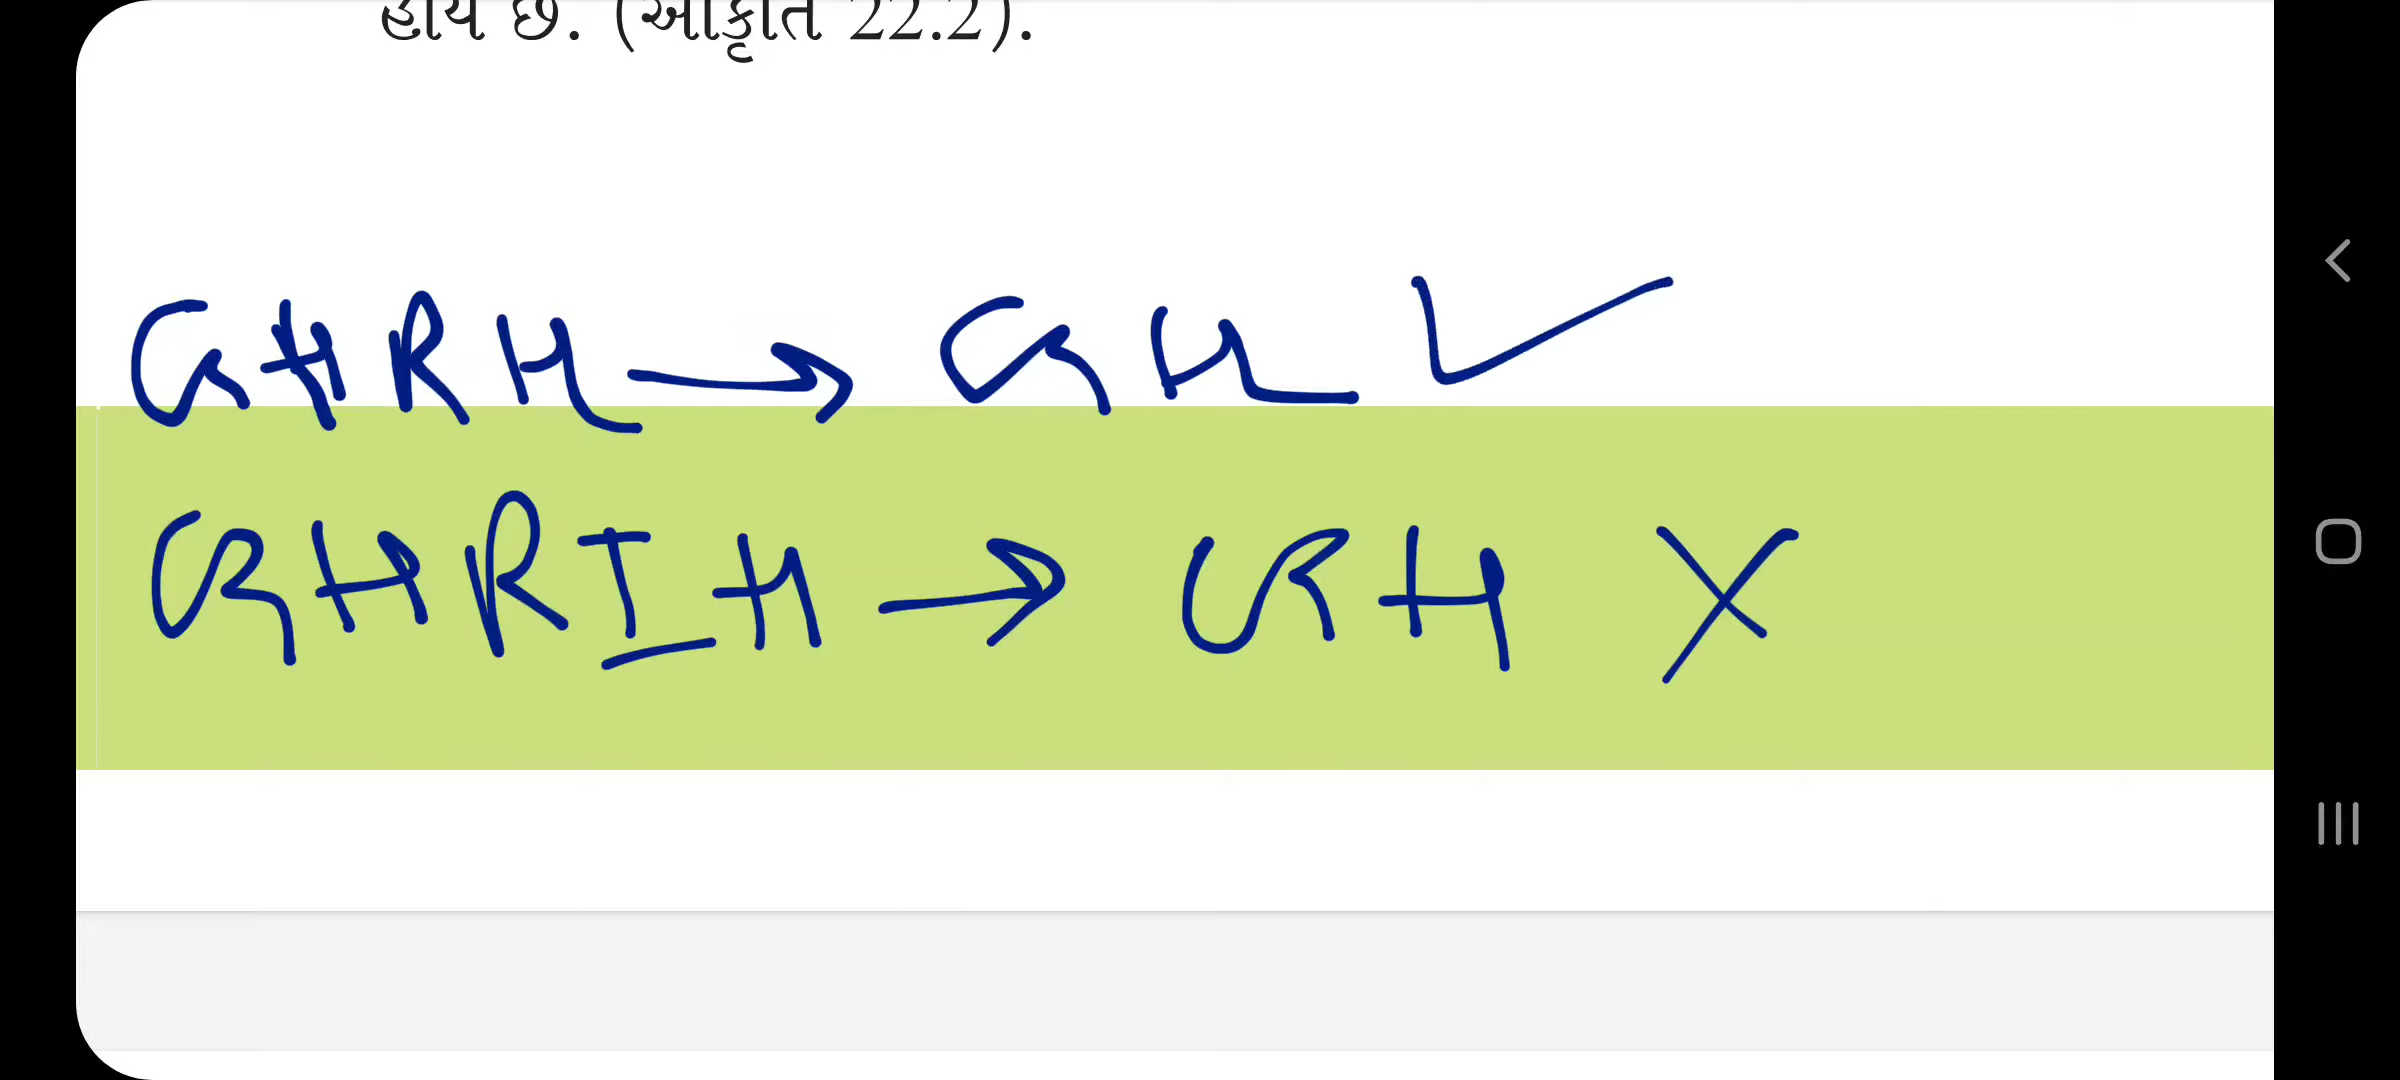 હોય છે. (આકૃતિ 22.2).
GHRH → GH ✓
GHRIH → GH X